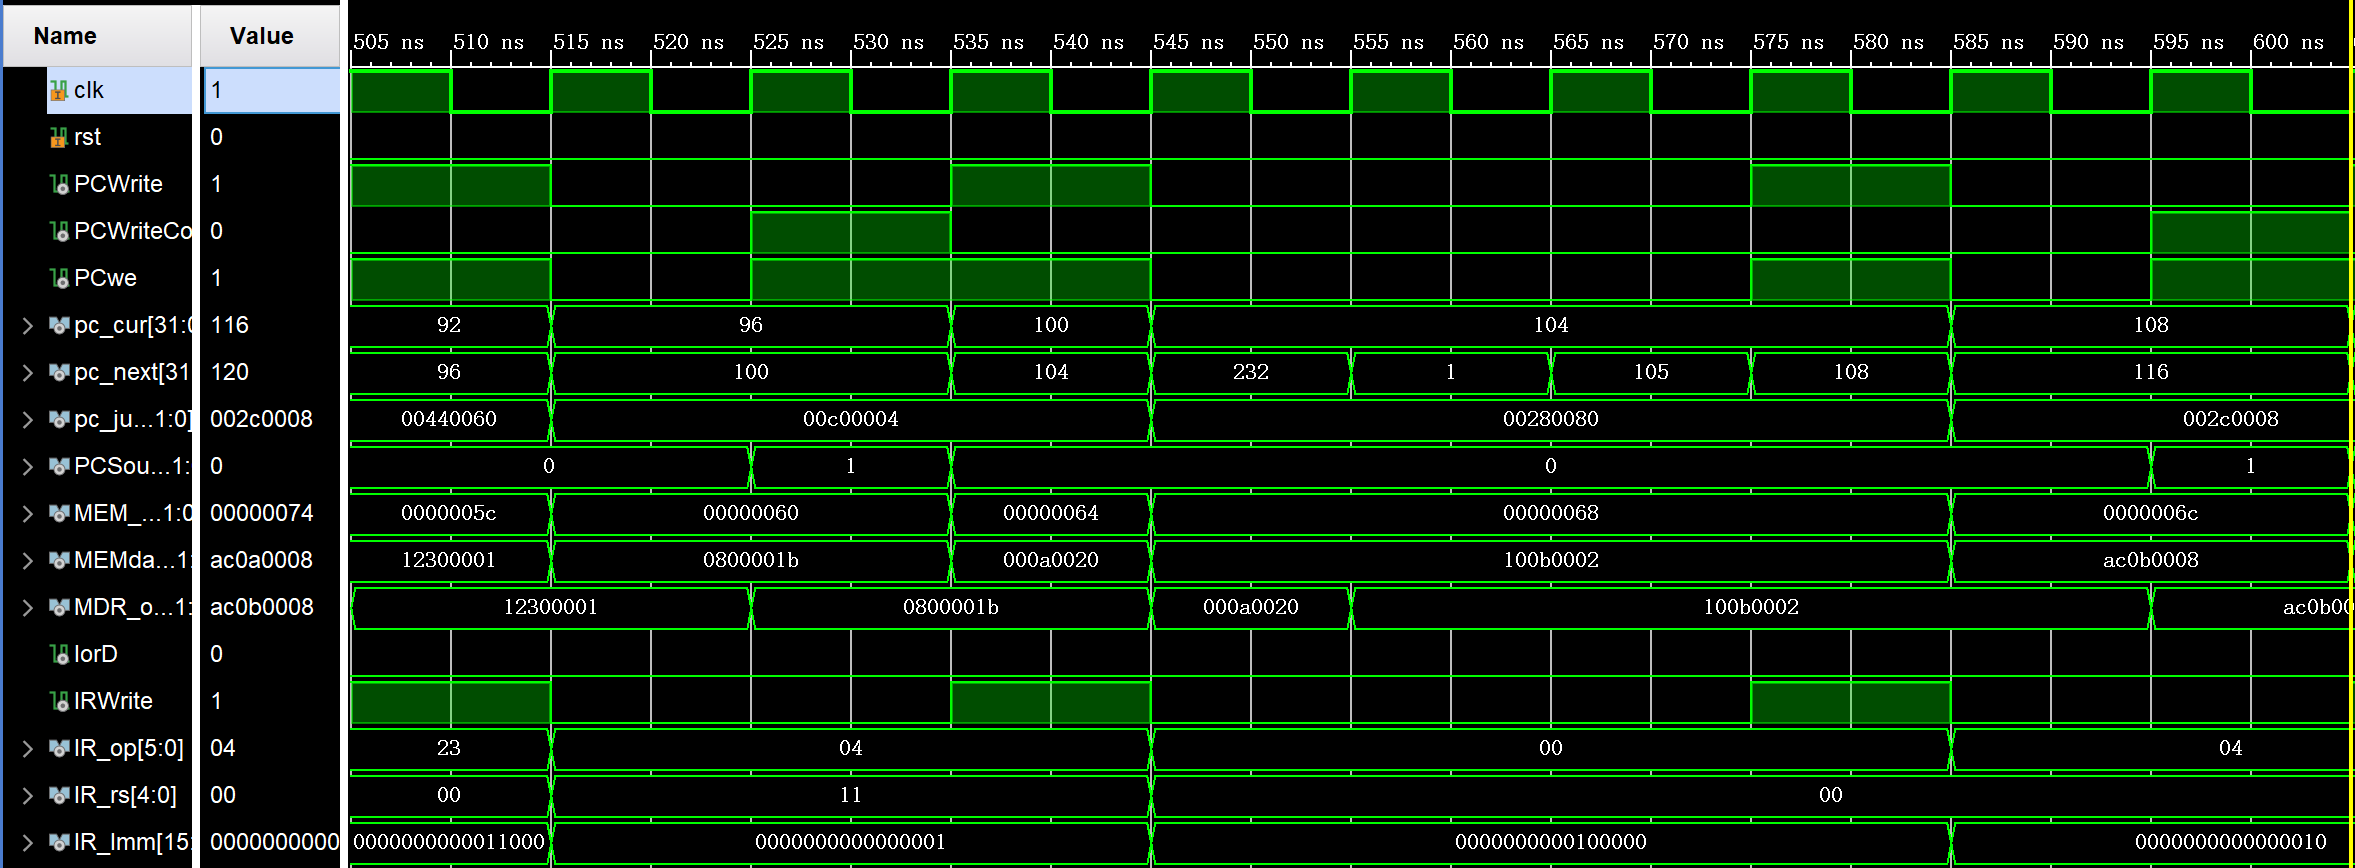 Name Value 505 ns 510 ns 515 ns 520 ns 525 ns 530 ns 535 ns 540 ns 545 ns 550 ns 555 ns 560 ns 565 ns 570 ns 575 ns 580 ns 585 ns 590 ns 595 ns 600 ns
clk 1
rst 0
PCWrite 1
PCWriteCo 0
PCwe 1
pc_cur[31:0 116 92 96 100 104 108
pc_next[31 120 96 100 104 232 1 105 108 116
pc_ju...1:0] 002c0008 00440060 00c00004 00280080 002c0008
PCSou...1: 0 0 1 0 1
MEM_...1:0 00000074 0000005c 00000060 00000064 00000068 0000006c
MEMda...1: ac0a0008 12300001 0800001b 000a0020 100b0002 ac0b0008
MDR_o...1: ac0b0008 12300001 0800001b 000a0020 100b0002 ac0b00
IorD 0
IRWrite 1
IR_op[5:0] 04 23 04 00 04
IR_rs[4:0] 00 00 11 00
IR_Imm[15: 0000000000 0000000000011000 0000000000000001 0000000000100000 0000000000000010